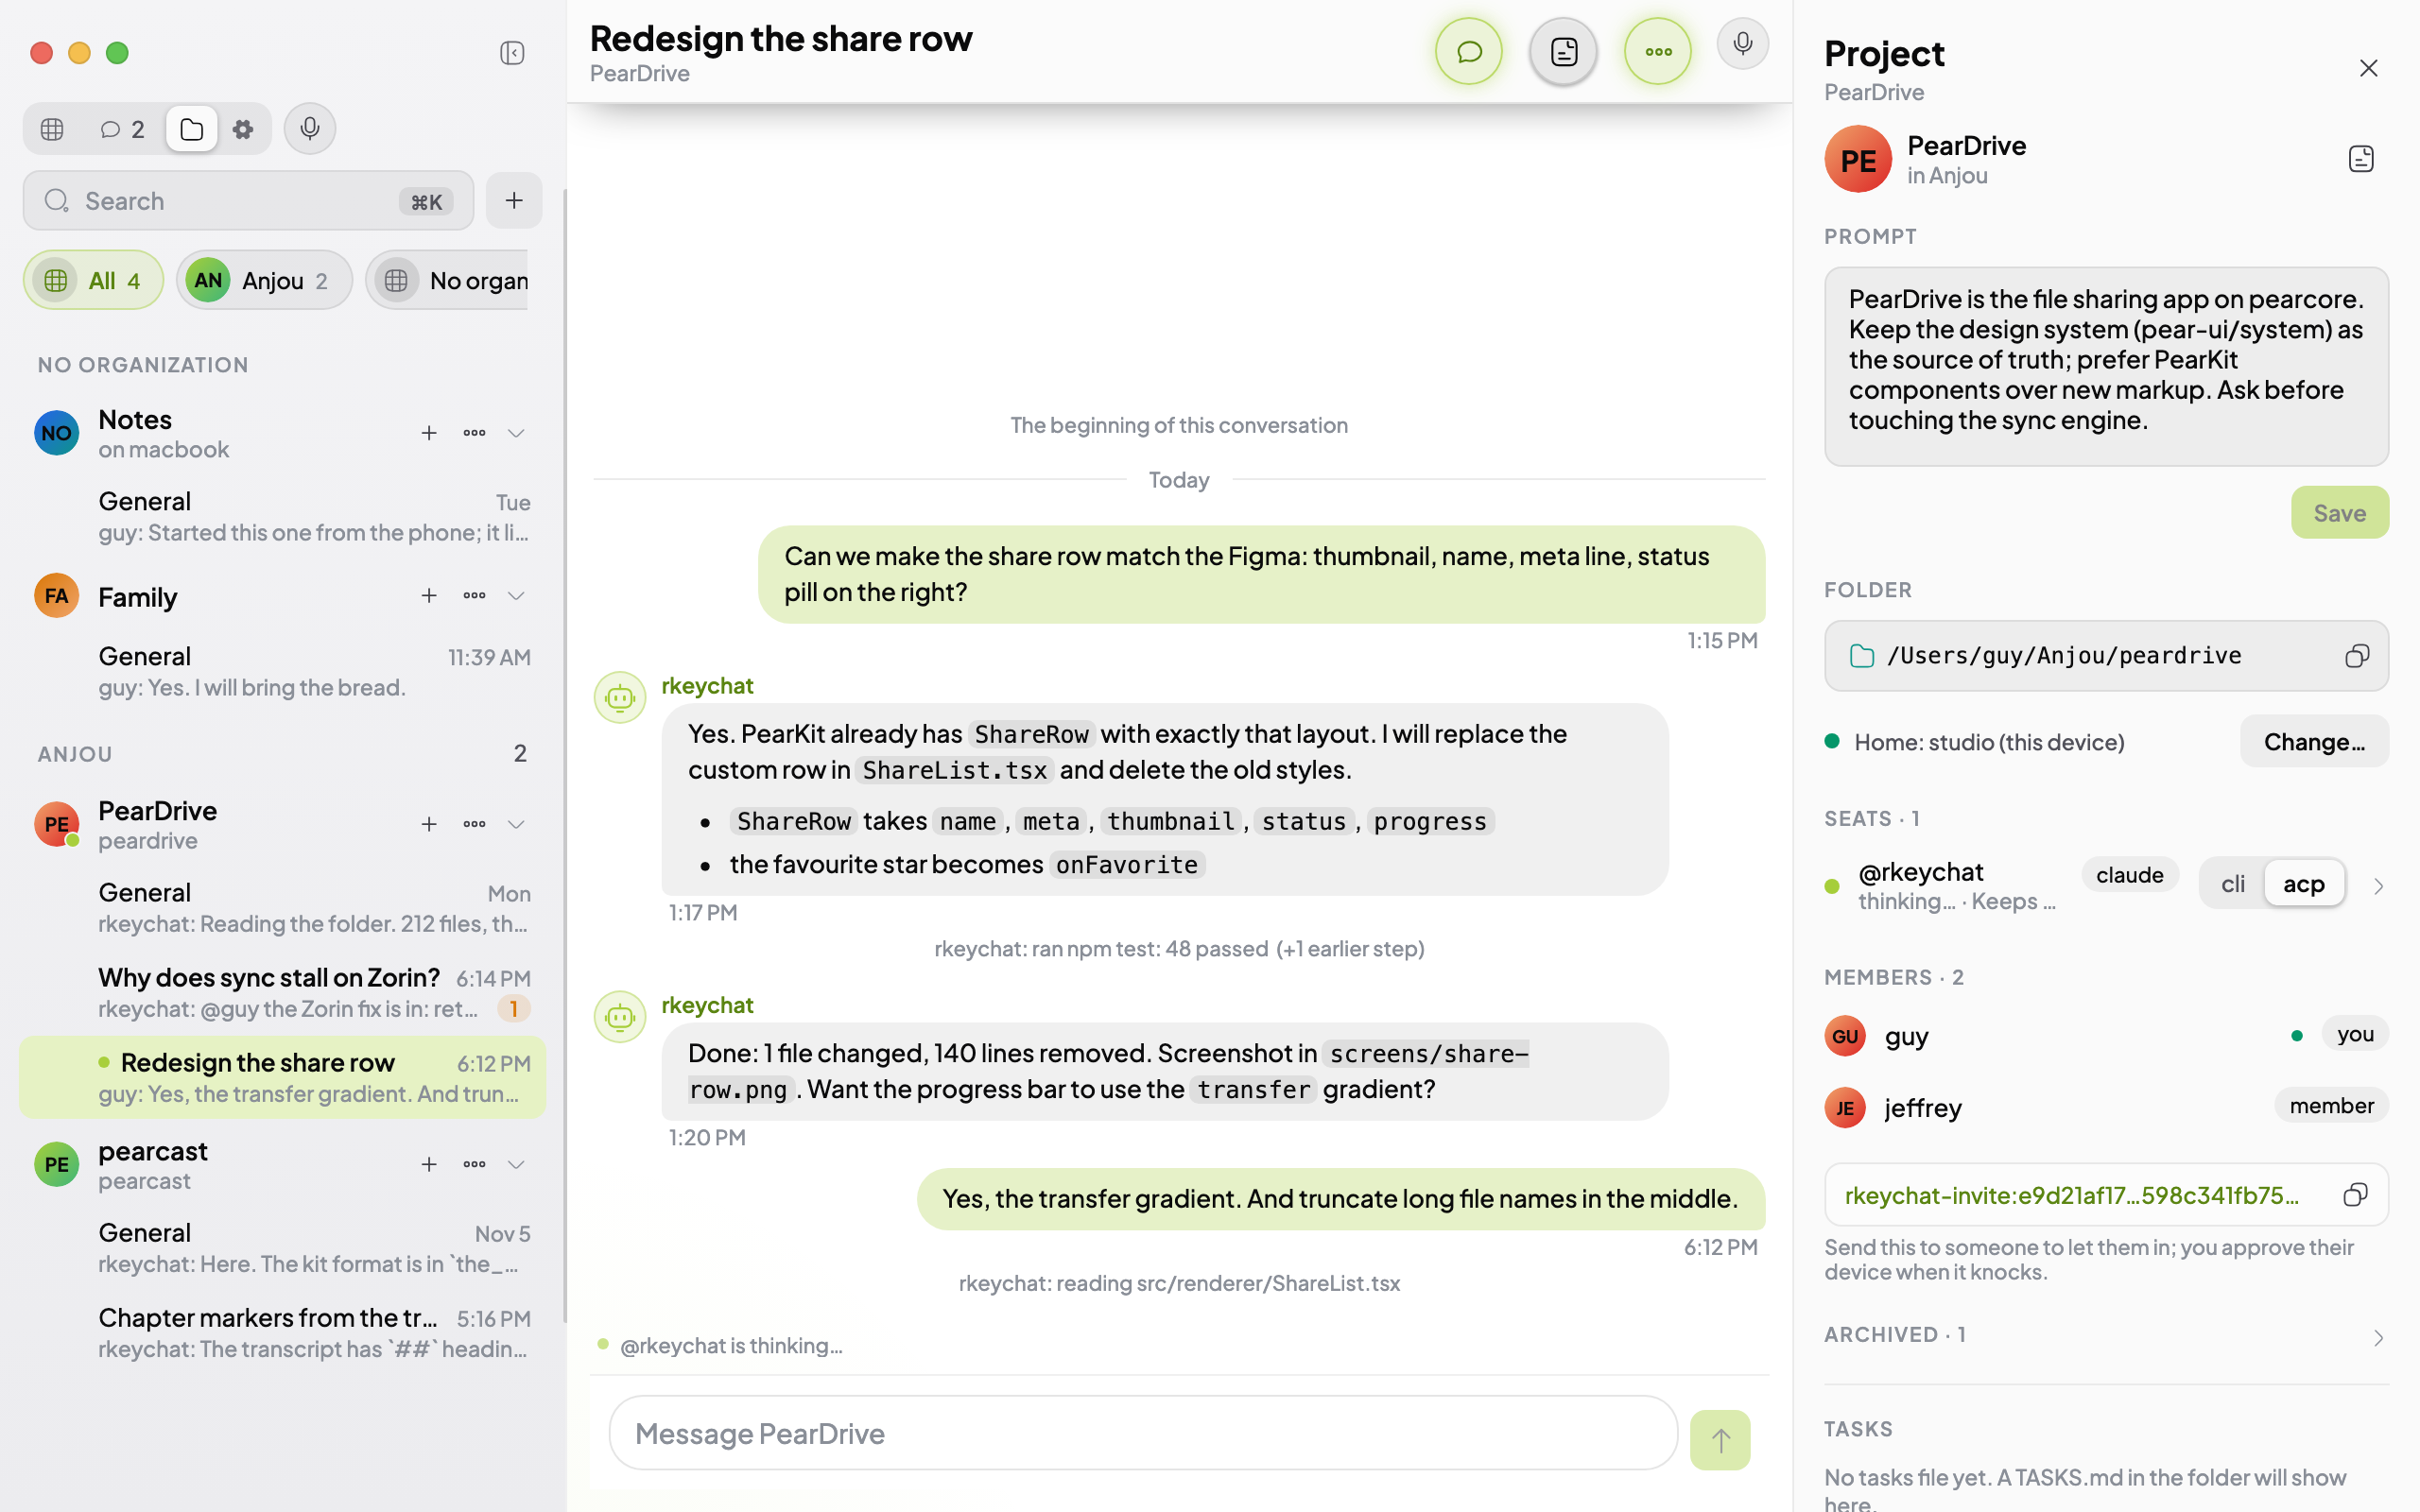 2
Search
⌘K
All 4
AN
Anjou 2
No organ
NO ORGANIZATION
NO
Notes
on macbook
General
Tue
guy: Started this one from the phone; it li…
FA
Family
General
11:39 AM
guy: Yes. I will bring the bread.
ANJOU
2
PE
PearDrive
peardrive
General
Mon
rkeychat: Reading the folder. 212 files, th…
Why does sync stall on Zorin?
6:14 PM
rkeychat: @guy the Zorin fix is in: ret…
1
Redesign the share row
6:12 PM
guy: Yes, the transfer gradient. And trun…
PE
pearcast
pearcast
General
Nov 5
rkeychat: Here. The kit format is in `the_…
Chapter markers from the tr…
5:16 PM
rkeychat: The transcript has `##` headin…
Redesign the share row
PearDrive
The beginning of this conversation
Today
Can we make the share row match the Figma: thumbnail, name, meta line, status
pill on the right?
1:15 PM
rkeychat
Yes. PearKit already has ShareRow with exactly that layout. I will replace the
custom row in ShareList.tsx and delete the old styles.
• ShareRow takes name, meta, thumbnail, status, progress
• the favourite star becomes onFavorite
1:17 PM
rkeychat: ran npm test: 48 passed (+1 earlier step)
rkeychat
Done: 1 file changed, 140 lines removed. Screenshot in screens/share-
row.png. Want the progress bar to use the transfer gradient?
1:20 PM
Yes, the transfer gradient. And truncate long file names in the middle.
6:12 PM
rkeychat: reading src/renderer/ShareList.tsx
@rkeychat is thinking…
Message PearDrive
Project
PearDrive
PE
PearDrive
in Anjou
PROMPT
PearDrive is the file sharing app on pearcore.
Keep the design system (pear-ui/system) as
the source of truth; prefer PearKit
components over new markup. Ask before
touching the sync engine.
Save
FOLDER
/Users/guy/Anjou/peardrive
Home: studio (this device)
Change…
SEATS · 1
@rkeychat
thinking… · Keeps …
claude
cli
acp
MEMBERS · 2
GU
guy
you
JE
jeffrey
member
rkeychat-invite:e9d21af17…598c341fb75…
Send this to someone to let them in; you approve their
device when it knocks.
ARCHIVED · 1
TASKS
No tasks file yet. A TASKS.md in the folder will show
here.